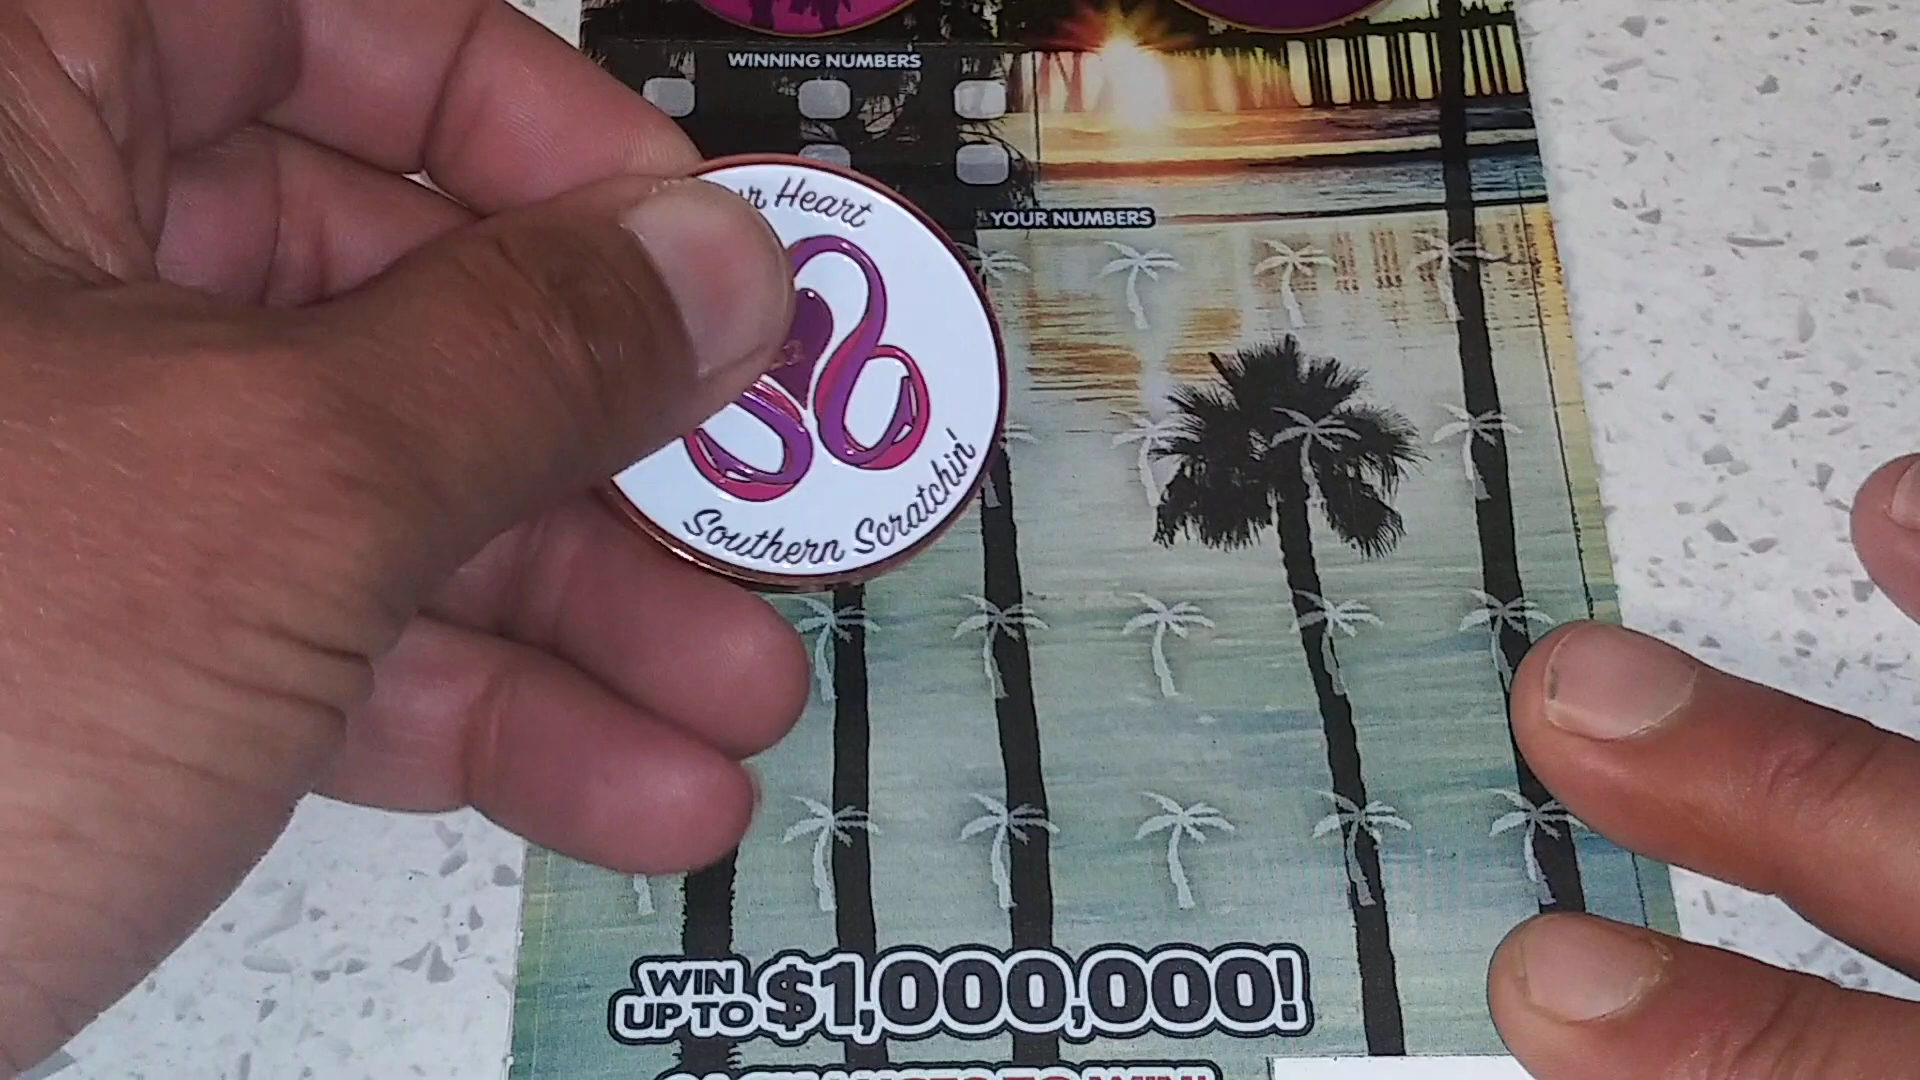 WINNING NUMBERS
Heart
YOUR NUMBERS
Southern Scratchin'
WIN
UP TO $1,000,000!